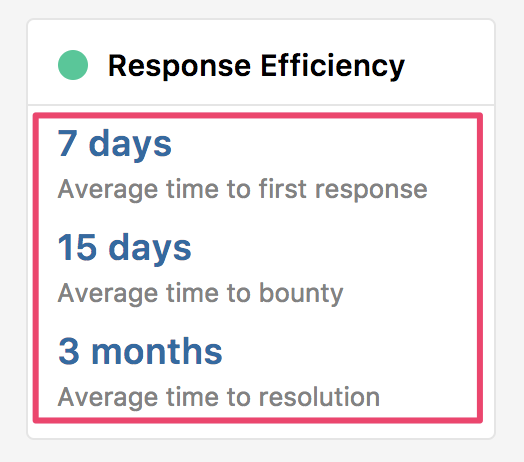 Response Efficiency
7 days
Average time to first response
15 days
Average time to bounty
3 months
Average time to resolution